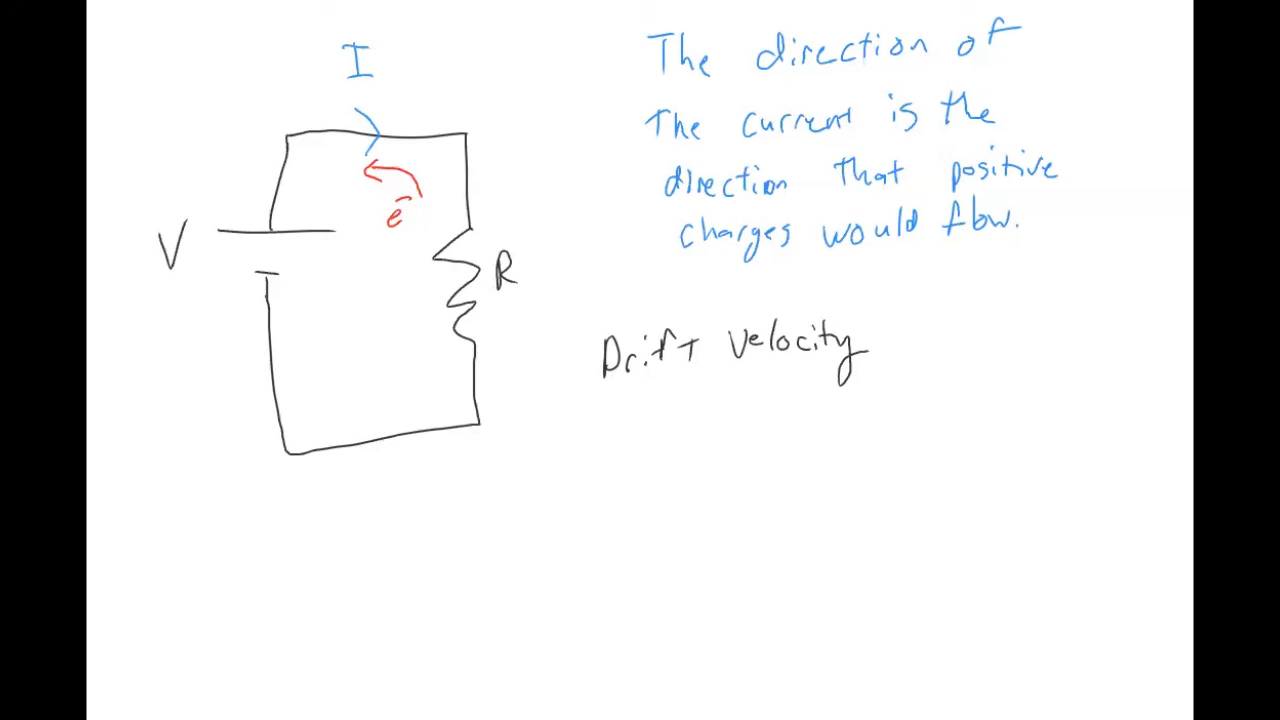 I
e-
V
R
The direction of
The current is the
direction that positive
charges would flow.
Drift Velocity